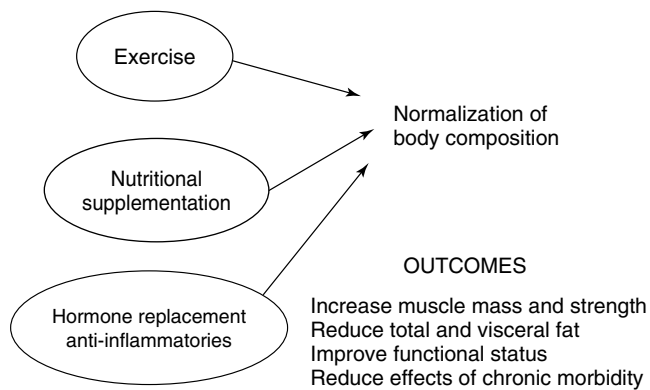 Exercise
Normalization of
body composition
Nutritional
supplementation
Hormone replacement
anti-inflammatories
OUTCOMES
Increase muscle mass and strength
Reduce total and visceral fat
Improve functional status
Reduce effects of chronic morbidity